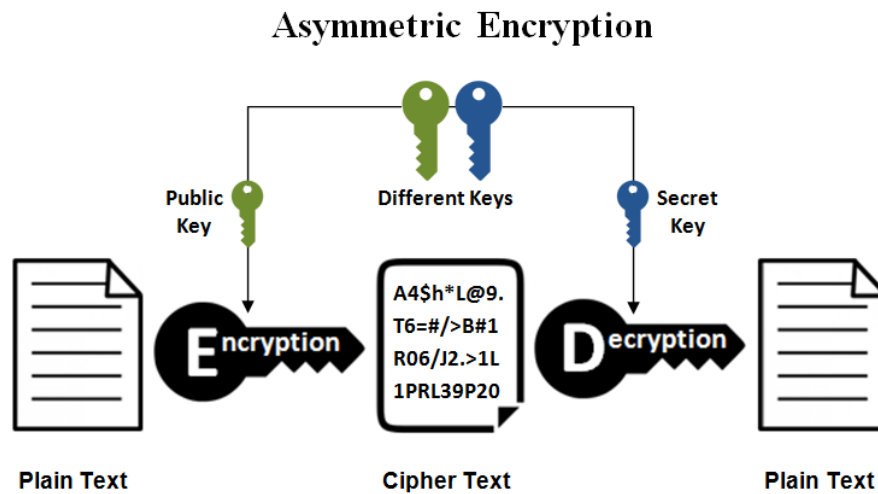 Asymmetric Encryption
Public
Key
Different Keys
Secret
Key
Encryption
A4$h*L@9.
T6=#/>B#1
R06/J2.>1L
1PRL39P20
Decryption
Plain Text
Cipher Text
Plain Text